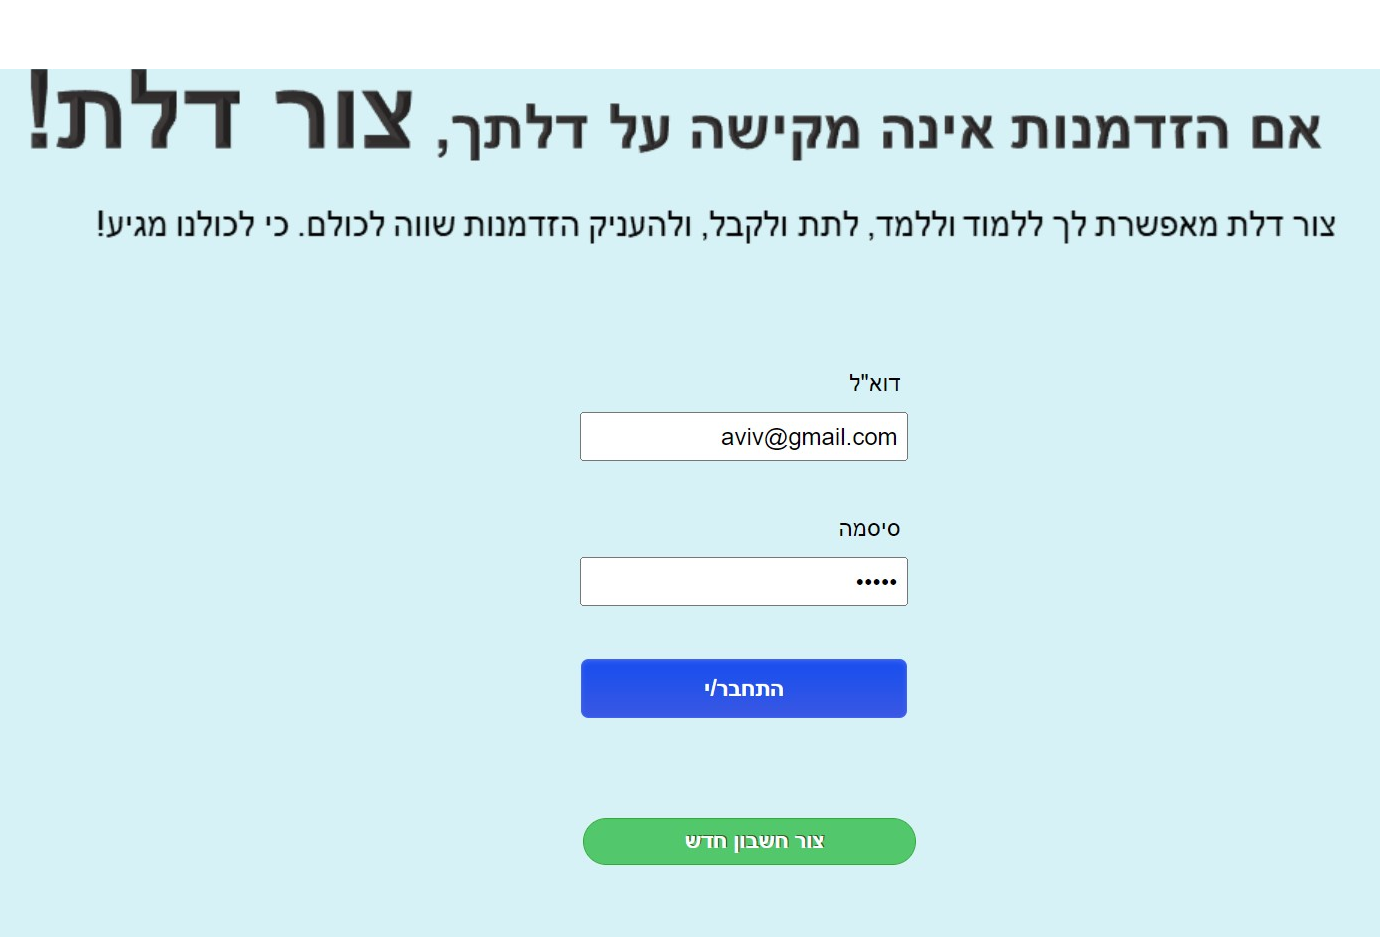 אם הזדמנות אינה מקישה על דלתך, צור דלת!
צור דלת מאפשרת לך ללמוד וללמד, לתת ולקבל, ולהעניק הזדמנות שווה לכולם. כי לכולנו מגיע!
דוא"ל
aviv@gmail.com
סיסמה
•••••
התחבר/י
צור חשבון חדש